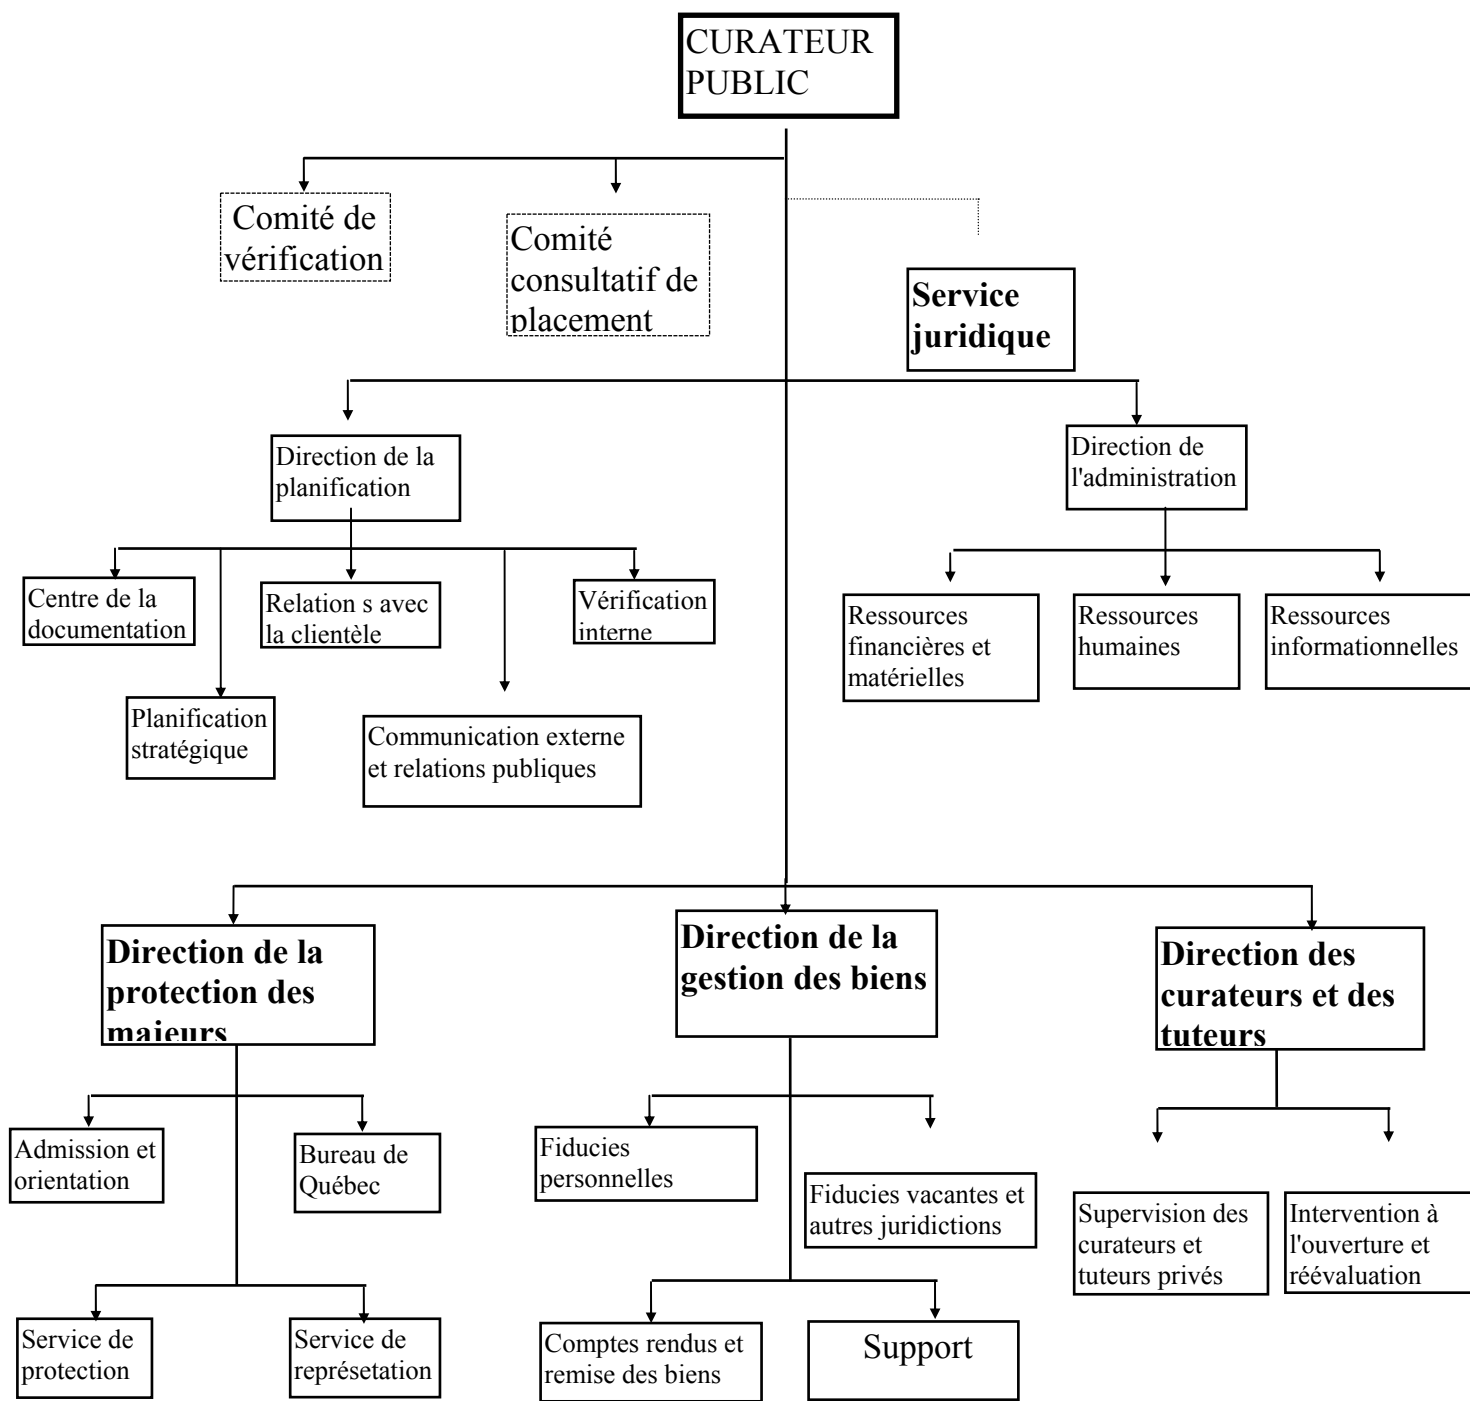 CURATEUR
PUBLIC
Comité de
vérification
Comité
consultatif de
placement
Service
juridique
Direction de la
planification
Direction de
l'administration
Centre de la
documentation
Relation s avec
la clientèle
Vérification
interne
Ressources
financières et
matérielles
Ressources
humaines
Ressources
informationnelles
Planification
stratégique
Communication externe
et relations publiques
Direction de la
protection des
majeurs
Direction de la
gestion des biens
Direction des
curateurs et des
tuteurs
Admission et
orientation
Bureau de
Québec
Fiducies
personnelles
Fiducies vacantes et
autres juridictions
Supervision des
curateurs et
tuteurs privés
Intervention à
l'ouverture et
réévaluation
Service de
protection
Service de
représetation
Comptes rendus et
remise des biens
Support